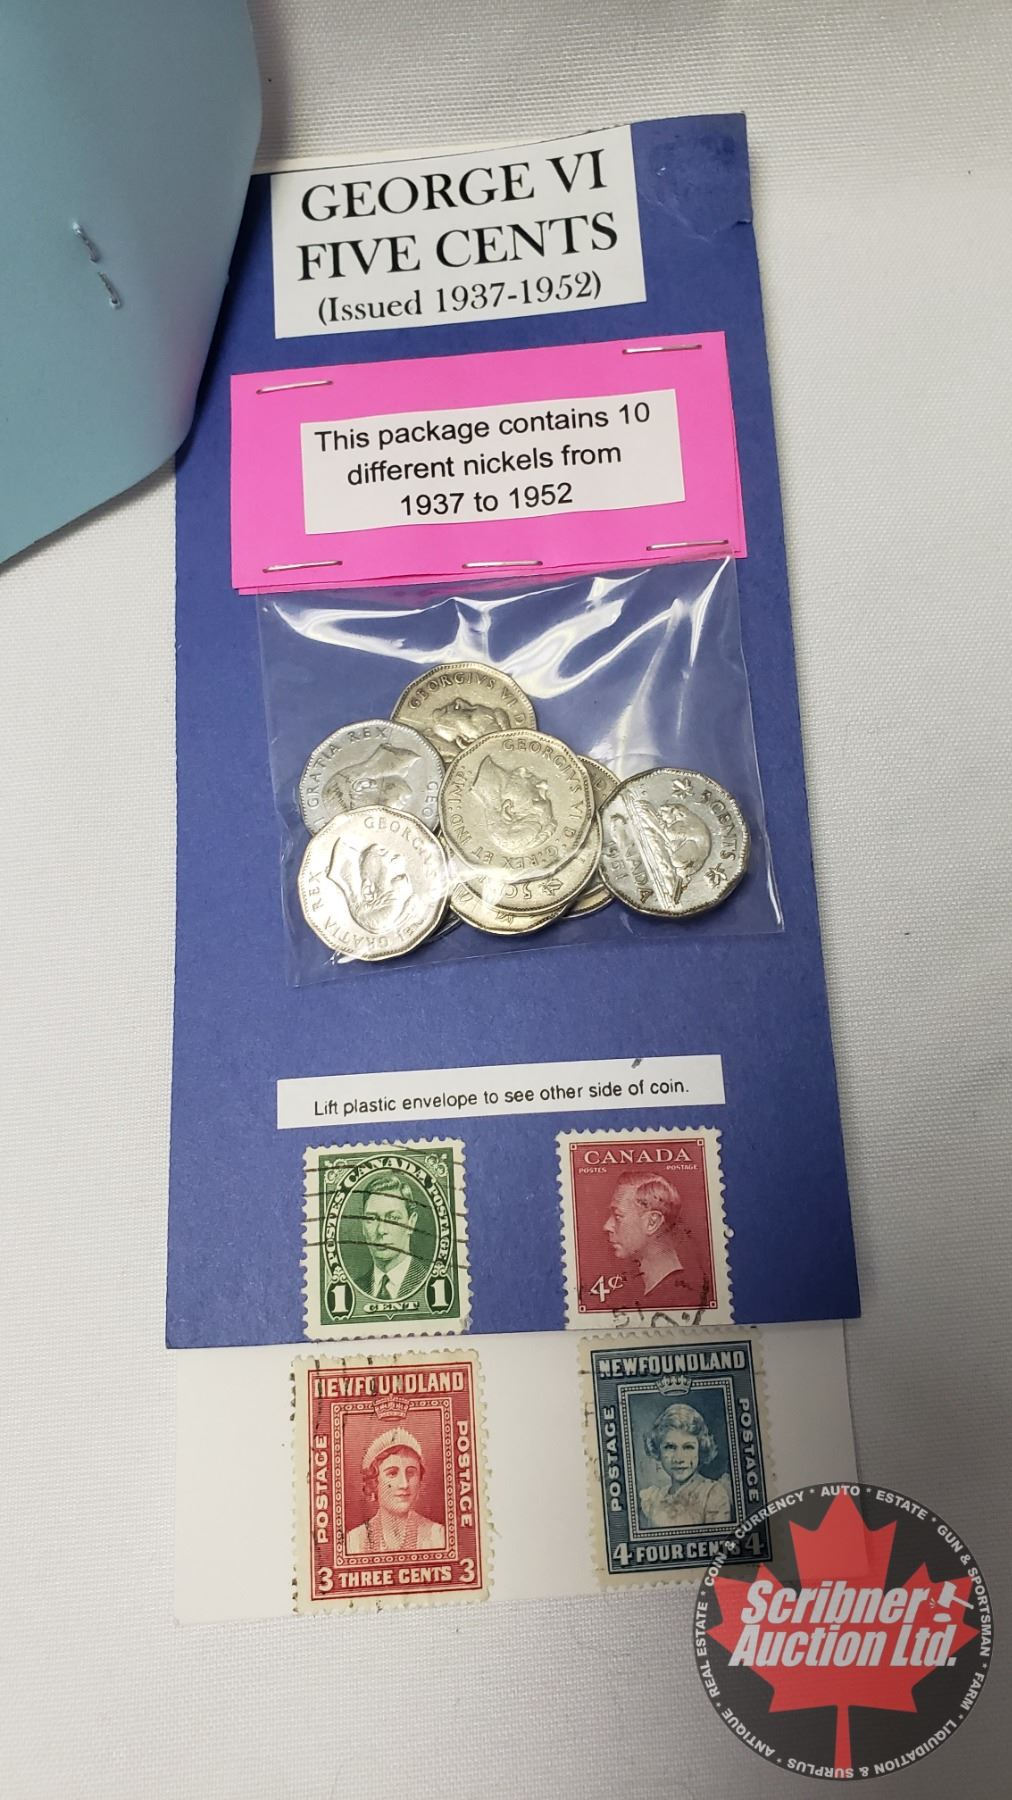 GEORGE VI
FIVE CENTS
(Issued 1937-1952)
This package contains 10
different nickels from
1937 to 1952
GEORGIVS VI D
GRATIA REX
GEO
GEORGIVS VI D:G:REX ET IND:IMP:
5 C
GEORGIVS
GRATIA REX
5 CENTS
CANADA
1951
Lift plastic envelope to see other side of coin.
POSTES CANADA POSTAGE
1 CENT 1
CANADA
POSTES POSTAGE
4¢
NEWFOUNDLAND
POSTAGE POSTAGE
3 THREE CENTS 3
NEWFOUNDLAND
POSTAGE POSTAGE
4 FOUR CENTS 4
COIN & CURRENCY * AUTO * ESTATE * GUN & SPORTSMAN * FARM * LIQUIDATION & SURPLUS * ANTIQUE * REAL ESTATE *
Scribner
Auction Ltd.